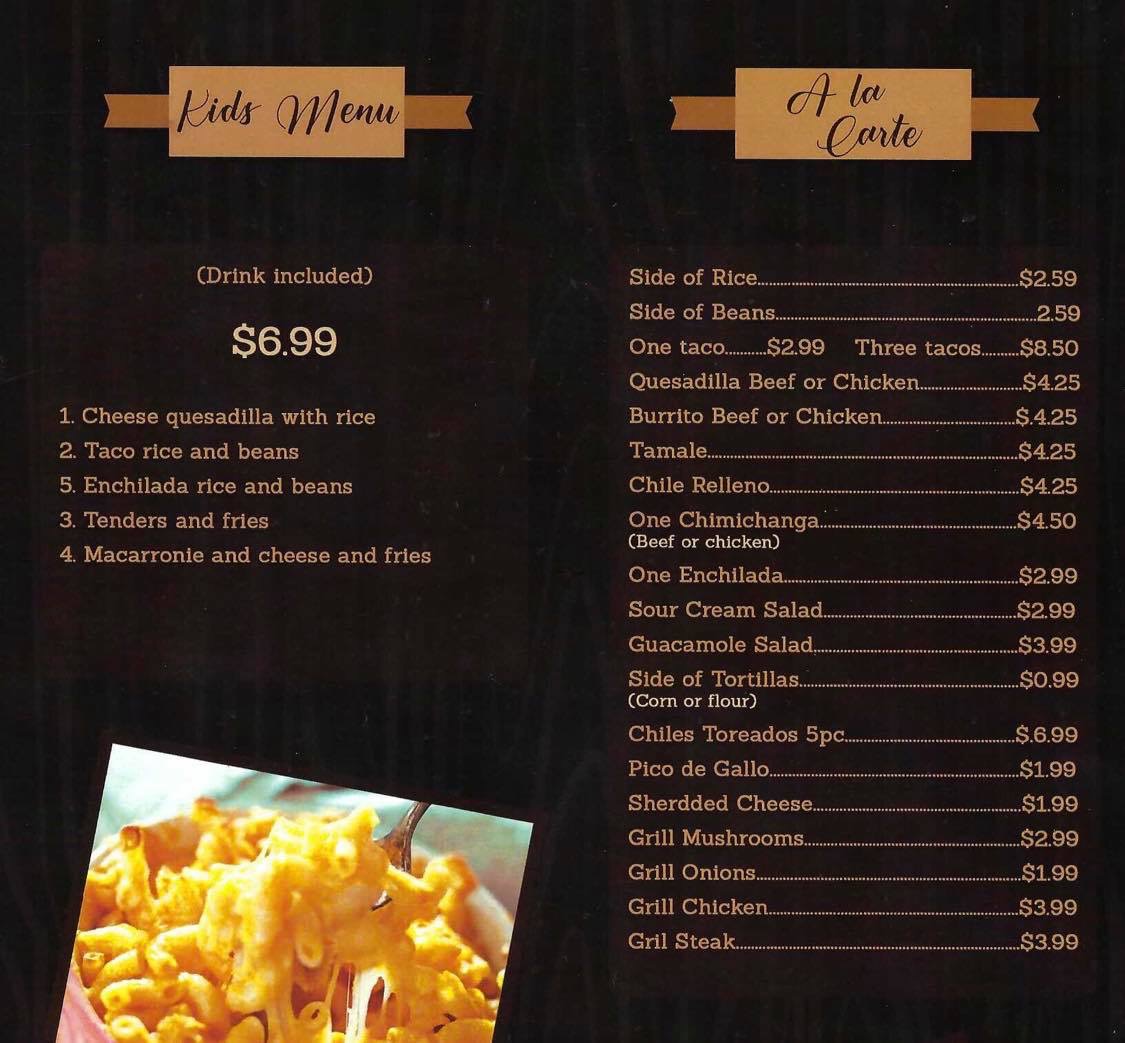 Kids Menu
(Drink included)
$6.99
1. Cheese quesadilla with rice
2. Taco rice and beans
5. Enchilada rice and beans
3. Tenders and fries
4. Macarronie and cheese and fries
A la
Carte
Side of Rice....................$2.59
Side of Beans....................2.59
One taco..........$2.99 Three tacos.........$8.50
Quesadilla Beef or Chicken....................$4.25
Burrito Beef or Chicken....................$.4.25
Tamale....................$4.25
Chile Relleno....................$4.25
One Chimichanga....................$4.50
(Beef or chicken)
One Enchilada....................$2.99
Sour Cream Salad....................$2.99
Guacamole Salad....................$3.99
Side of Tortillas....................$0.99
(Corn or flour)
Chiles Toreados 5pc....................$.6.99
Pico de Gallo....................$1.99
Sherdded Cheese....................$1.99
Grill Mushrooms....................$2.99
Grill Onions....................$1.99
Grill Chicken....................$3.99
Gril Steak....................$3.99